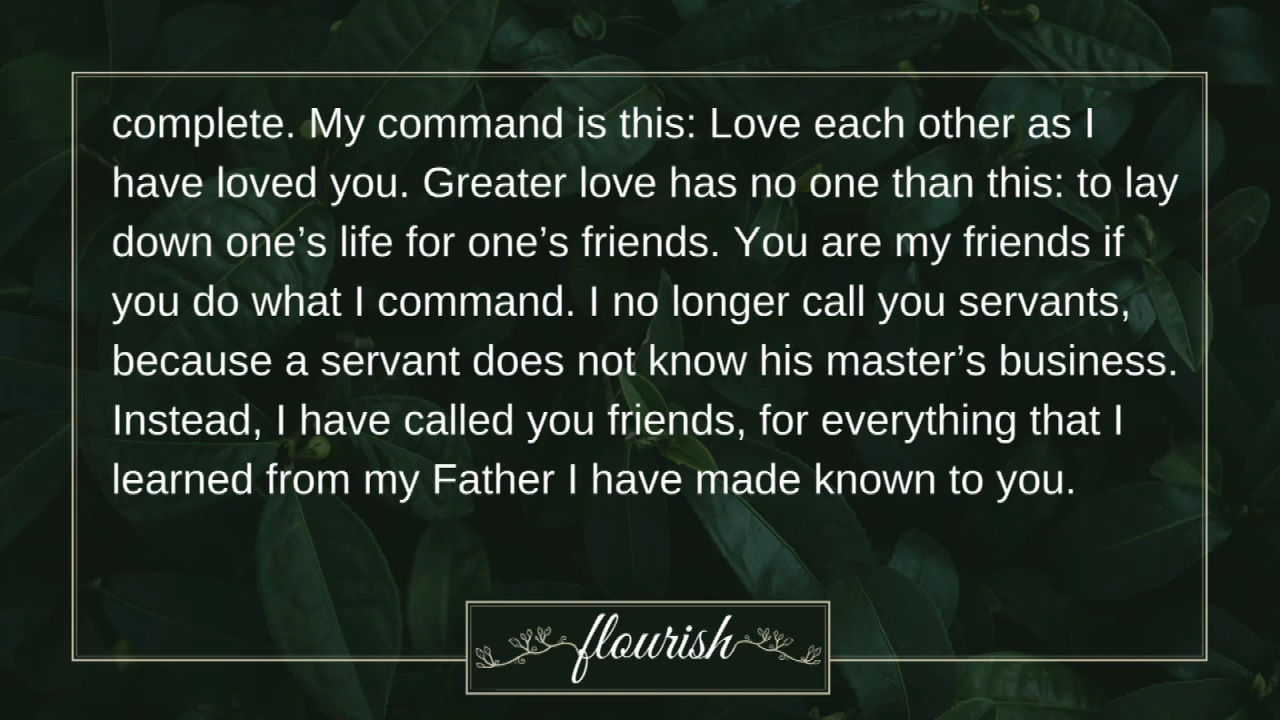 complete. My command is this: Love each other as I
have loved you. Greater love has no one than this: to lay
down one’s life for one’s friends. You are my friends if
you do what I command. I no longer call you servants,
because a servant does not know his master’s business.
Instead, I have called you friends, for everything that I
learned from my Father I have made known to you.
flourish